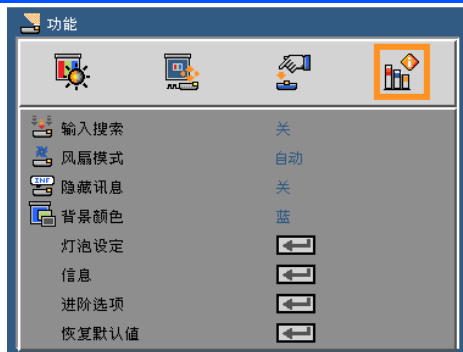 功能
输入搜索 关
风扇模式 自动
INF
隐藏讯息 关
背景颜色 蓝
灯泡设定
信息
进阶选项
恢复默认值